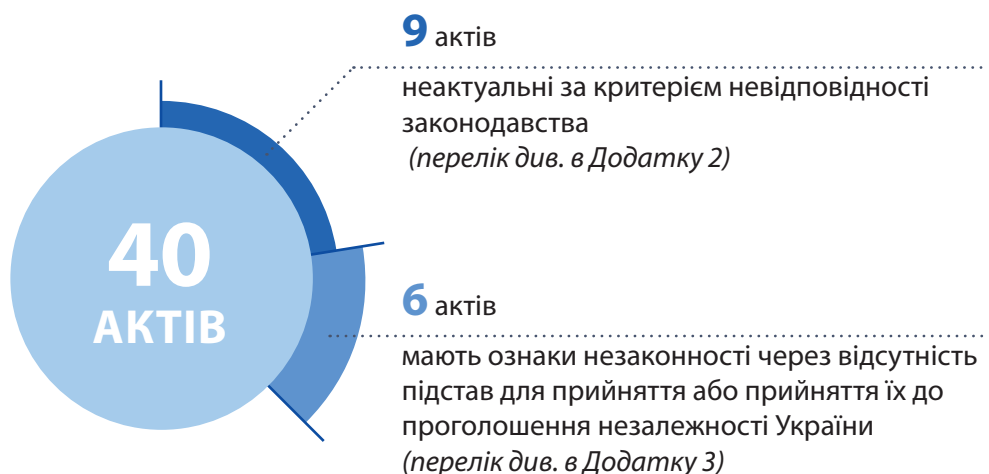 9 актів
неактуальні за критерієм невідповідності
законодавства
(перелік див. в Додатку 2)
40
АКТІВ
6 актів
мають ознаки незаконності через відсутність
підстав для прийняття або прийняття їх до
проголошення незалежності України
(перелік див. в Додатку 3)